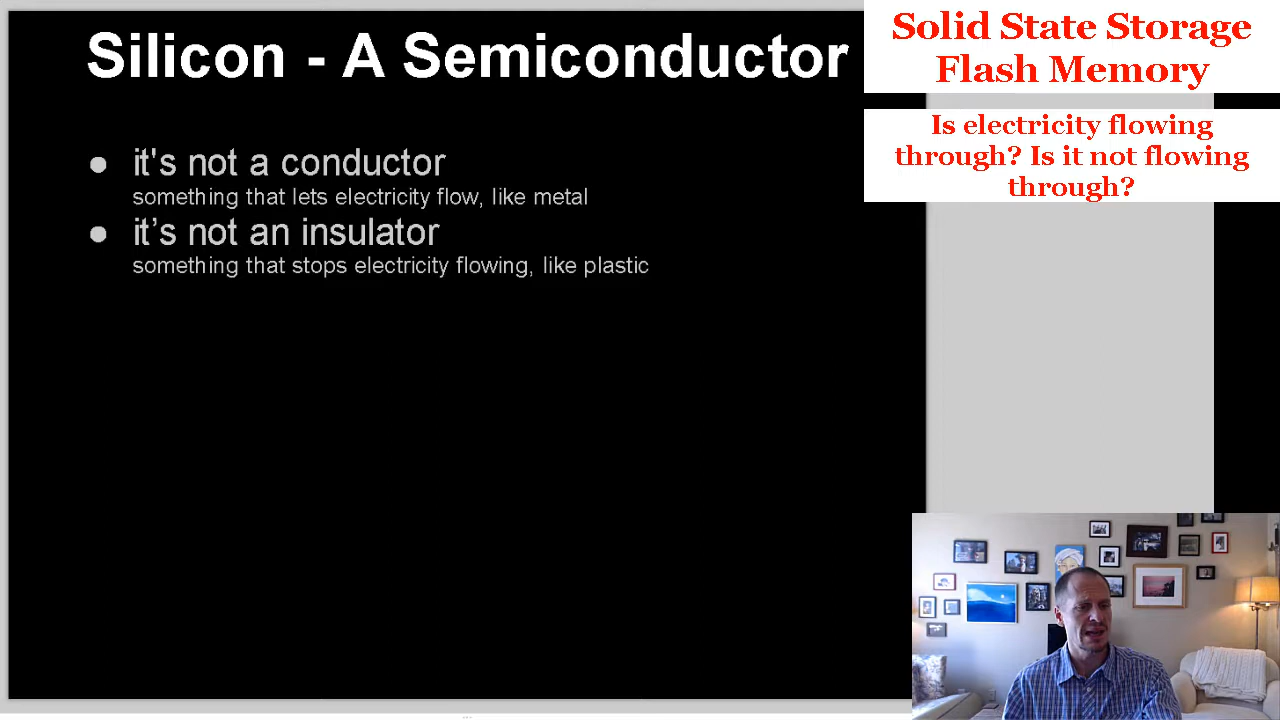 Silicon - A Semiconductor
● it's not a conductor
something that lets electricity flow, like metal
● it’s not an insulator
something that stops electricity flowing, like plastic
Solid State Storage
Flash Memory
Is electricity flowing
through? Is it not flowing
through?